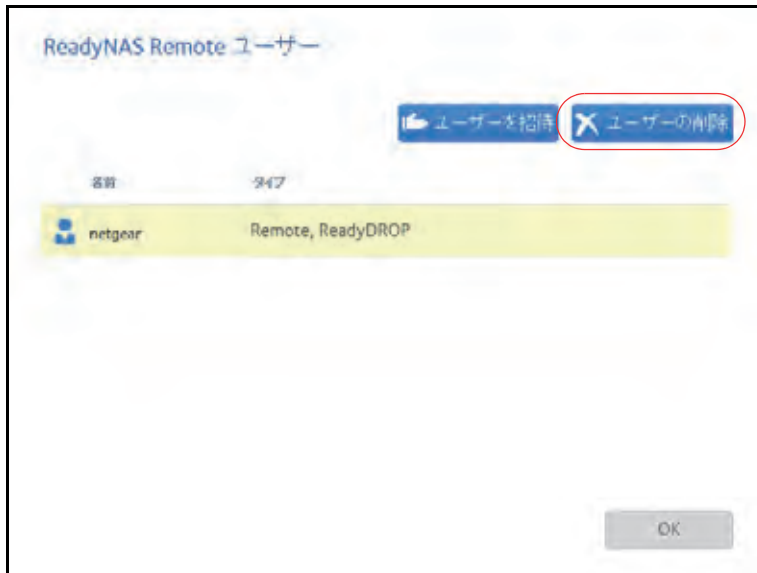 ReadyNAS Remote ユーザー
ユーザーを招待
ユーザーの削除
名前 タイプ
netgear Remote, ReadyDROP
OK